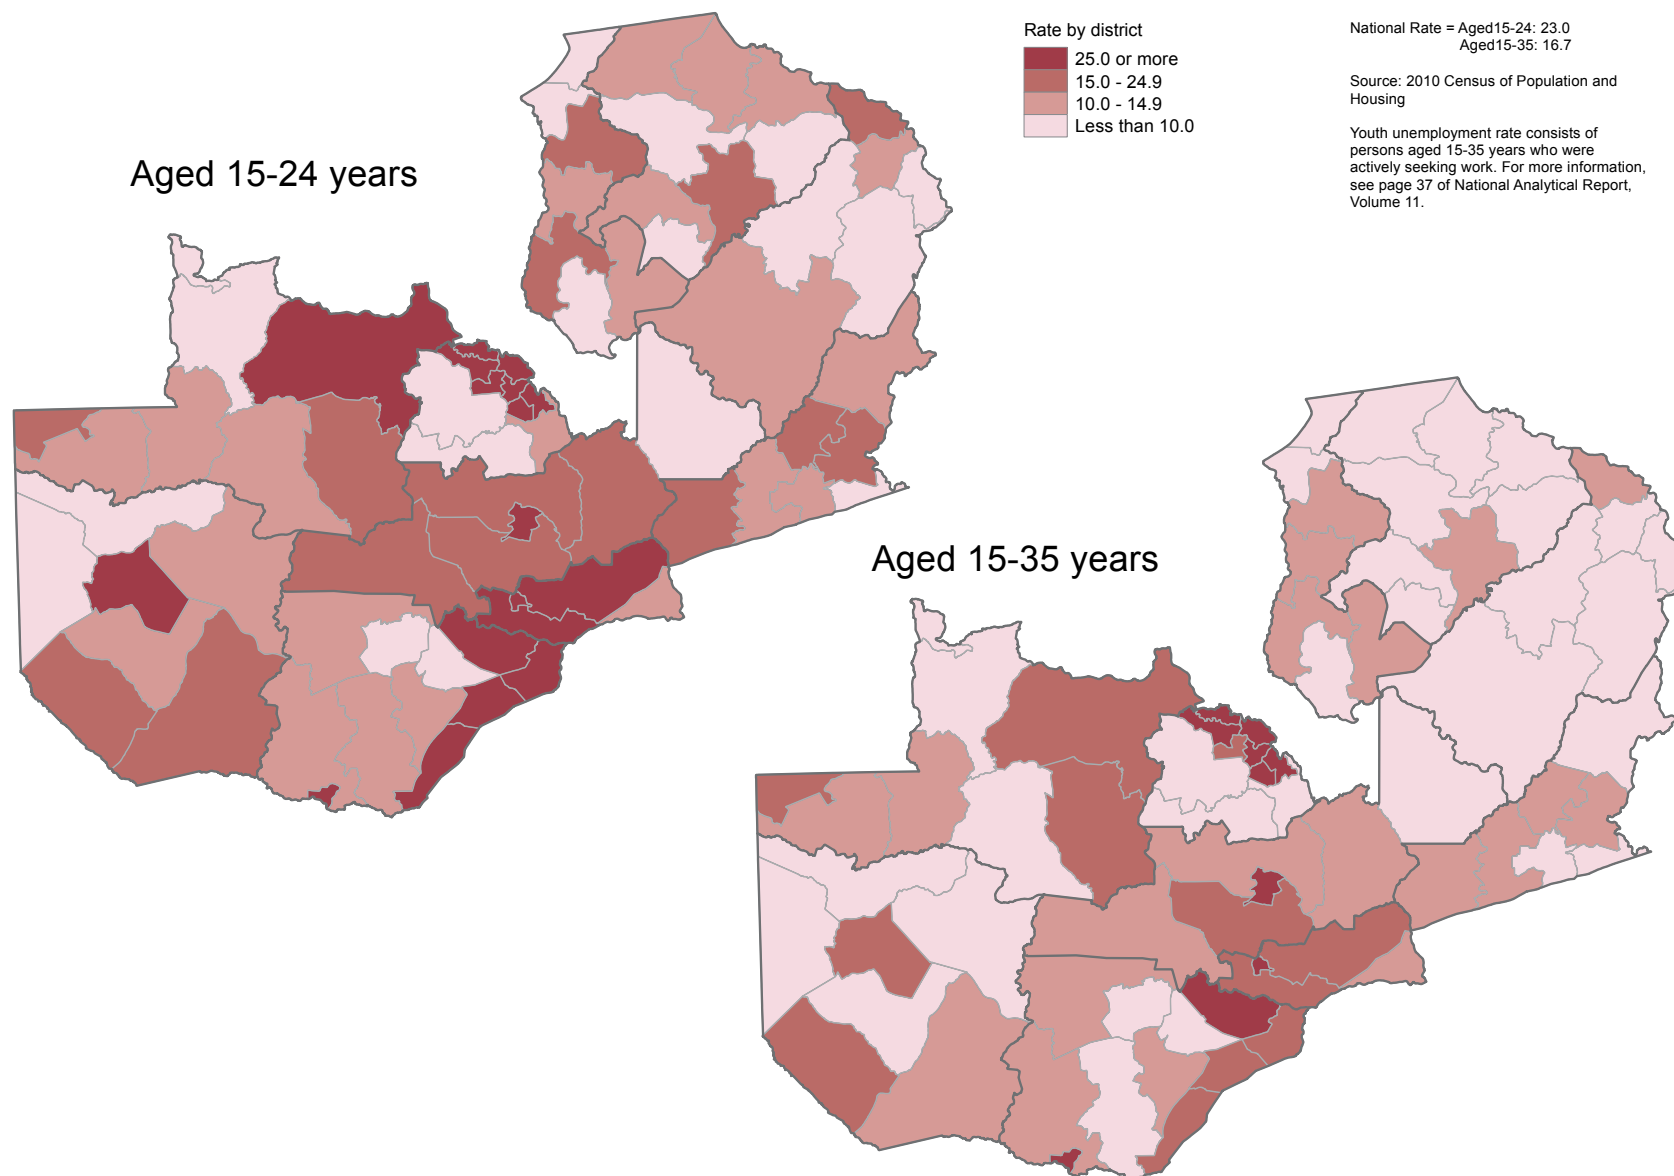 Rate by district
25.0 or more
15.0 - 24.9
10.0 - 14.9
Less than 10.0
National Rate = Aged15-24: 23.0
Aged15-35: 16.7
Source: 2010 Census of Population and
Housing
Youth unemployment rate consists of
persons aged 15-35 years who were
actively seeking work. For more information,
see page 37 of National Analytical Report,
Volume 11.
Aged 15-24 years
Aged 15-35 years